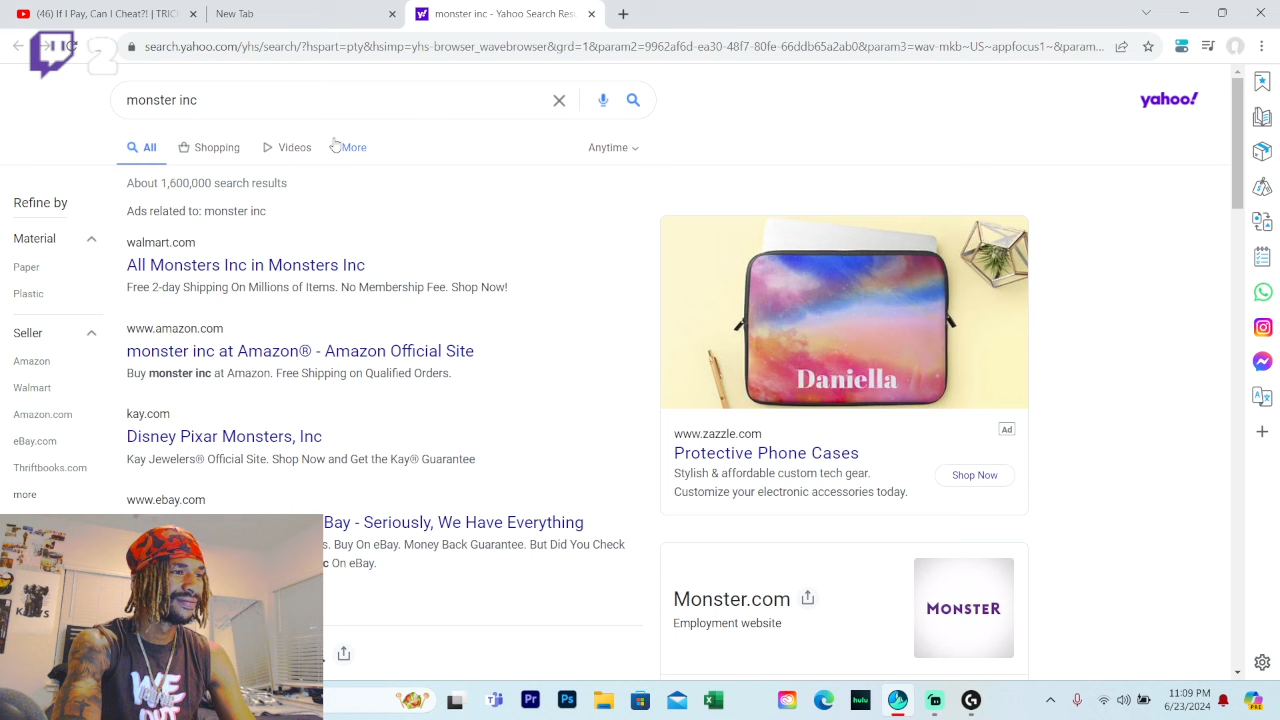 New Tab
monster inc - Yahoo Search Resu
search.yahoo.com/yhs/search/?hspart=pty&hsimp=yhs-browser_wavebrowser&grd=1&param2=9962af6d-ea30-48f7-80fe-662db65a2ab0&param3=wav-mkb~US~appfocus1~&param...
2
monster inc
yahoo!
All
Shopping
Videos
More
Anytime
About 1,600,000 search results
Ads related to: monster inc
Refine by
Material
Paper
Plastic
Seller
Amazon
Walmart
Amazon.com
eBay.com
Thriftbooks.com
more
walmart.com
All Monsters Inc in Monsters Inc
Free 2-day Shipping On Millions of Items. No Membership Fee. Shop Now!
www.amazon.com
monster inc at Amazon® - Amazon Official Site
Buy monster inc at Amazon. Free Shipping on Qualified Orders.
kay.com
Disney Pixar Monsters, Inc
Kay Jewelers® Official Site. Shop Now and Get the Kay® Guarantee
www.ebay.com
Bay - Seriously, We Have Everything
s. Buy On eBay. Money Back Guarantee. But Did You Check
c On eBay.
Daniella
www.zazzle.com
Ad
Protective Phone Cases
Stylish & affordable custom tech gear.
Customize your electronic accessories today.
Shop Now
Monster.com
Employment website
MONSTER
Pr
Ps
hulu
11:09 PM
6/23/2024
PRE